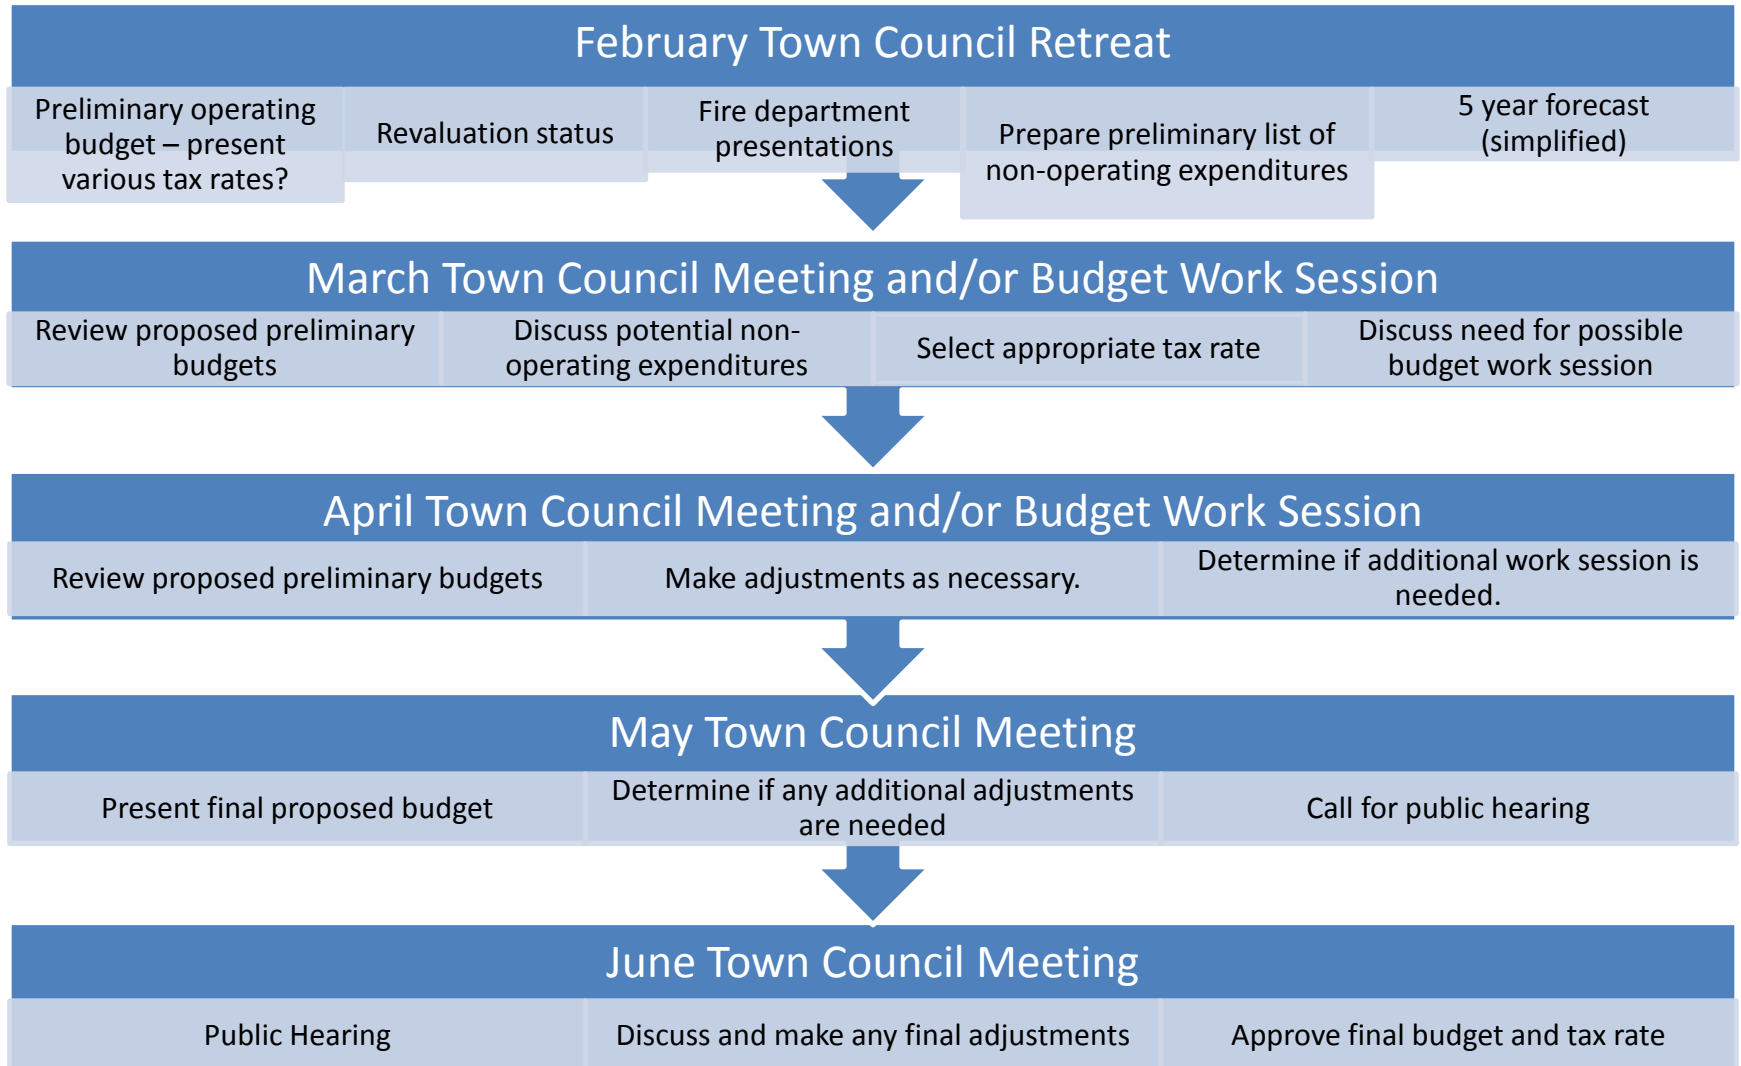 February Town Council Retreat
Preliminary operating
budget – present
various tax rates?
Revaluation status
Fire department
presentations
Prepare preliminary list of
non-operating expenditures
5 year forecast
(simplified)
March Town Council Meeting and/or Budget Work Session
Review proposed preliminary
budgets
Discuss potential non-
operating expenditures
Select appropriate tax rate
Discuss need for possible
budget work session
April Town Council Meeting and/or Budget Work Session
Review proposed preliminary budgets
Make adjustments as necessary.
Determine if additional work session is
needed.
May Town Council Meeting
Present final proposed budget
Determine if any additional adjustments
are needed
Call for public hearing
June Town Council Meeting
Public Hearing
Discuss and make any final adjustments
Approve final budget and tax rate